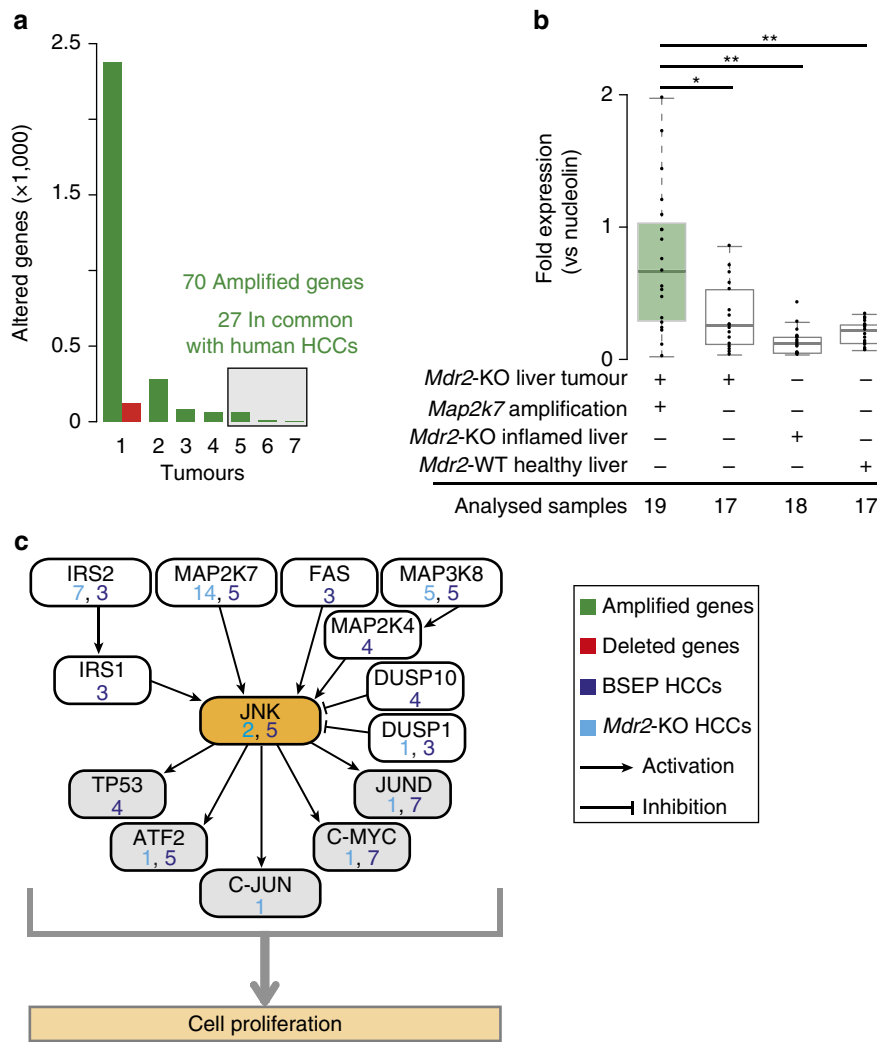 a
2.5
1.5
0.5
0
Altered genes (×1,000)
70 Amplified genes
27 In common
with human HCCs
1 2 3 4 5 6 7
Tumours
b
**
**
*
2
1
0
Fold expression
(vs nucleolin)
Mdr2-KO liver tumour + + – –
Map2k7 amplification + – – –
Mdr2-KO inflamed liver – – + –
Mdr2-WT healthy liver – – – +
Analysed samples 19 17 18 17
c
IRS2
7, 3
MAP2K7
14, 5
FAS
3
MAP3K8
5, 5
MAP2K4
4
IRS1
3
DUSP10
4
JNK
2, 5
DUSP1
1, 3
TP53
4
JUND
1, 7
ATF2
1, 5
C-MYC
1, 7
C-JUN
1
Cell proliferation
Amplified genes
Deleted genes
BSEP HCCs
Mdr2-KO HCCs
Activation
Inhibition